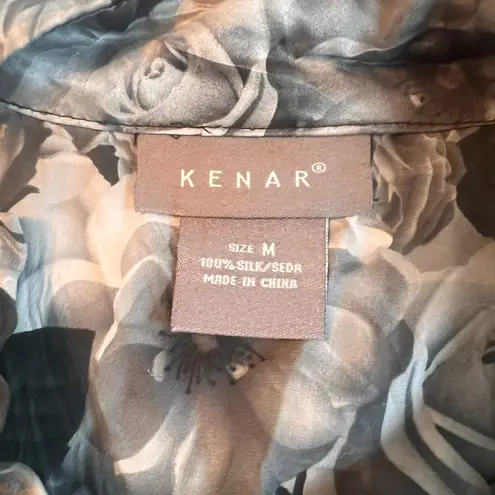 KENAR®
SIZE M
100% SILK/SEDA
MADE IN CHINA